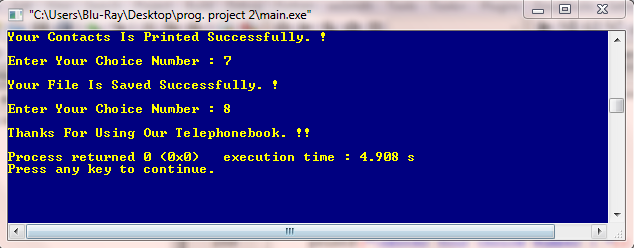 "C:\Users\Blu-Ray\Desktop\prog. project 2\main.exe"
Your Contacts Is Printed Successfully. !
Enter Your Choice Number : 7
Your File Is Saved Successfully. !
Enter Your Choice Number : 8
Thanks For Using Our Telephonebook. !!
Process returned 0 (0x0)   execution time : 4.908 s
Press any key to continue.